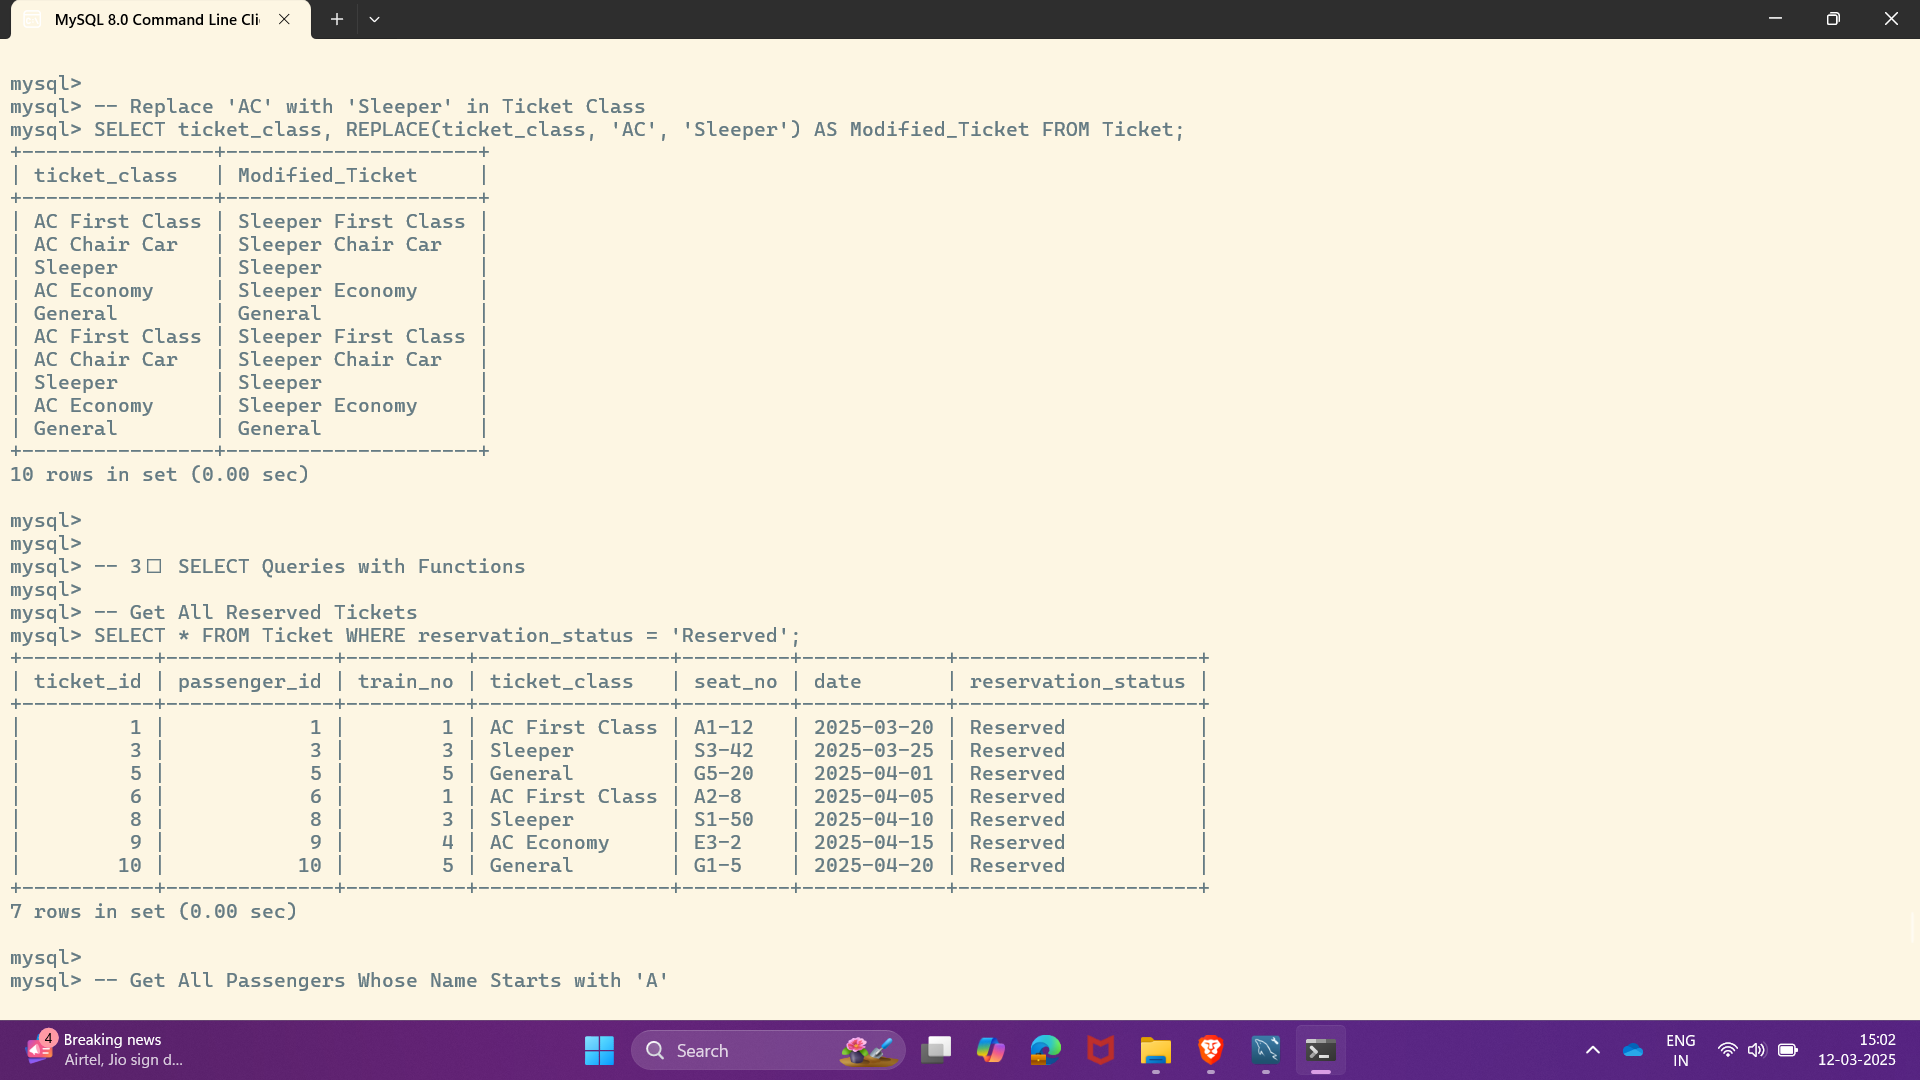 MySQL 8.0 Command Line Cli
mysql>
mysql> -- Replace 'AC' with 'Sleeper' in Ticket Class
mysql> SELECT ticket_class, REPLACE(ticket_class, 'AC', 'Sleeper') AS Modified_Ticket FROM Ticket;
+----------------+---------------------+
| ticket_class   | Modified_Ticket     |
+----------------+---------------------+
| AC First Class | Sleeper First Class |
| AC Chair Car   | Sleeper Chair Car   |
| Sleeper        | Sleeper             |
| AC Economy     | Sleeper Economy     |
| General        | General             |
| AC First Class | Sleeper First Class |
| AC Chair Car   | Sleeper Chair Car   |
| Sleeper        | Sleeper             |
| AC Economy     | Sleeper Economy     |
| General        | General             |
+----------------+---------------------+
10 rows in set (0.00 sec)
mysql>
mysql>
mysql> -- 3□ SELECT Queries with Functions
mysql>
mysql> -- Get All Reserved Tickets
mysql> SELECT * FROM Ticket WHERE reservation_status = 'Reserved';
+-----------+--------------+----------+----------------+---------+------------+--------------------+
| ticket_id | passenger_id | train_no | ticket_class   | seat_no | date       | reservation_status |
+-----------+--------------+----------+----------------+---------+------------+--------------------+
|         1 |            1 |        1 | AC First Class | A1-12   | 2025-03-20 | Reserved           |
|         3 |            3 |        3 | Sleeper        | S3-42   | 2025-03-25 | Reserved           |
|         5 |            5 |        5 | General        | G5-20   | 2025-04-01 | Reserved           |
|         6 |            6 |        1 | AC First Class | A2-8    | 2025-04-05 | Reserved           |
|         8 |            8 |        3 | Sleeper        | S1-50   | 2025-04-10 | Reserved           |
|         9 |            9 |        4 | AC Economy     | E3-2    | 2025-04-15 | Reserved           |
|        10 |           10 |        5 | General        | G1-5    | 2025-04-20 | Reserved           |
+-----------+--------------+----------+----------------+---------+------------+--------------------+
7 rows in set (0.00 sec)
mysql>
mysql> -- Get All Passengers Whose Name Starts with 'A'
4
Breaking news
Airtel, Jio sign d...
Search
ENG
IN
15:02
12-03-2025